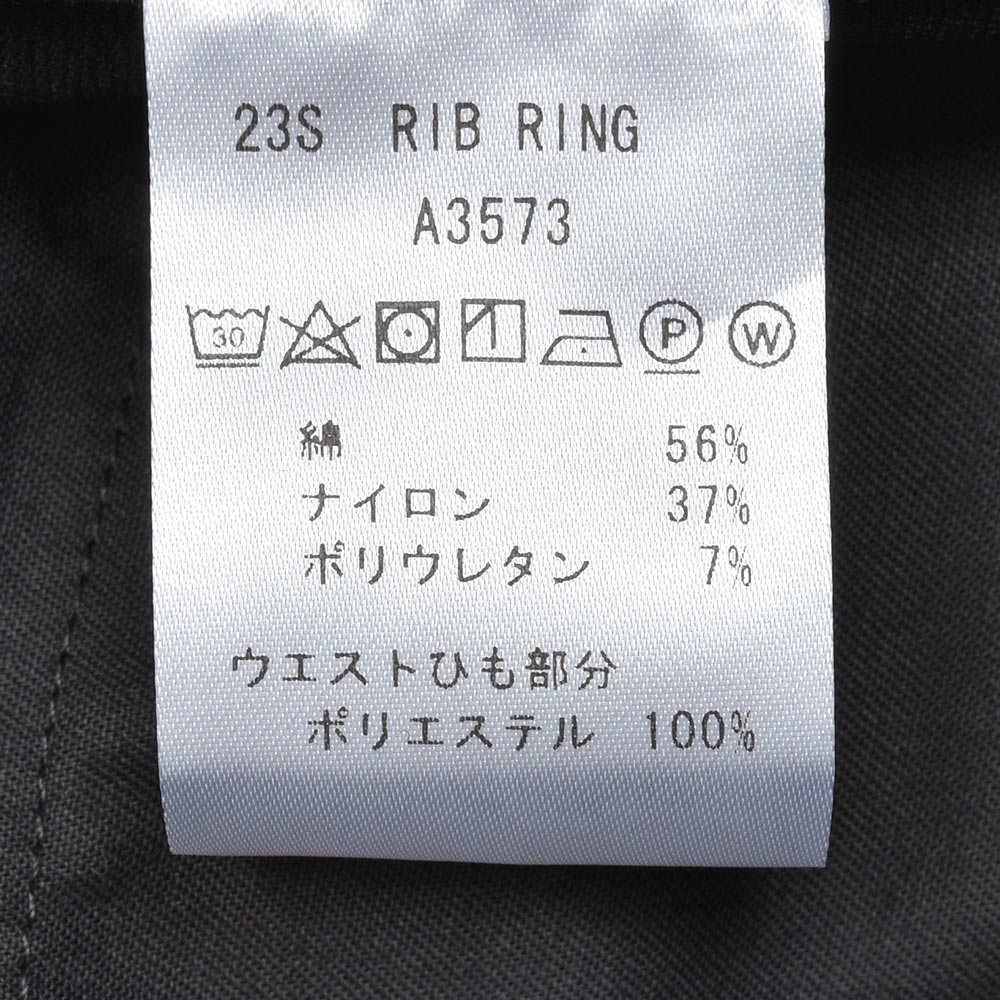 23S RIB RING
A3573
30 P W
綿 56%
ナイロン 37%
ポリウレタン 7%
ウエストひも部分
ポリエステル 100%